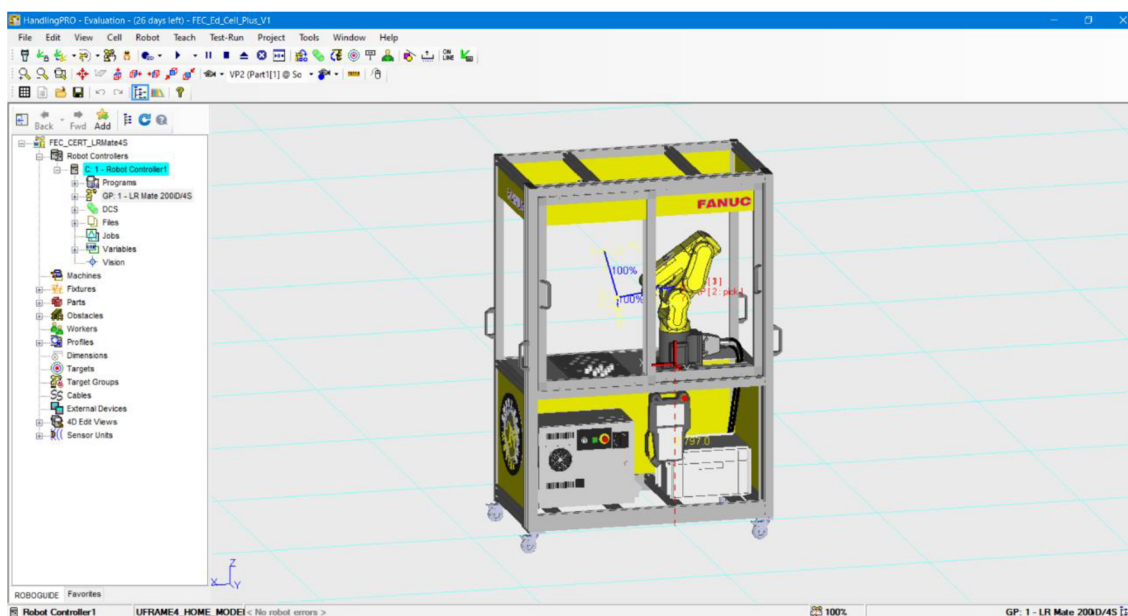 HandlingPRO - Evaluation - (26 days left) - FEC_Ed_Cell_Plus_V1
File Edit View Cell Robot Teach Test-Run Project Tools Window Help
ON LINE
VP2 (Part1[1] @ So
Back Fwd Add
FEC_CERT_LRMate4S
Robot Controllers
C: 1 - Robot Controller1
Programs
GP: 1 - LR Mate 200iD/4S
DCS
Files
Jobs
Variables
Vision
Machines
Fixtures
Parts
Obstacles
Workers
Profiles
Dimensions
Targets
Target Groups
Cables
External Devices
4D Edit Views
Sensor Units
FANUC
100%
100%
[3]
P[2:pick]
797.0
Z
X
Y
ROBOGUIDE Favorites
Robot Controller1 UFRAME4_HOME_MODEL < No robot errors > 100% GP: 1 - LR Mate 200iD/4S